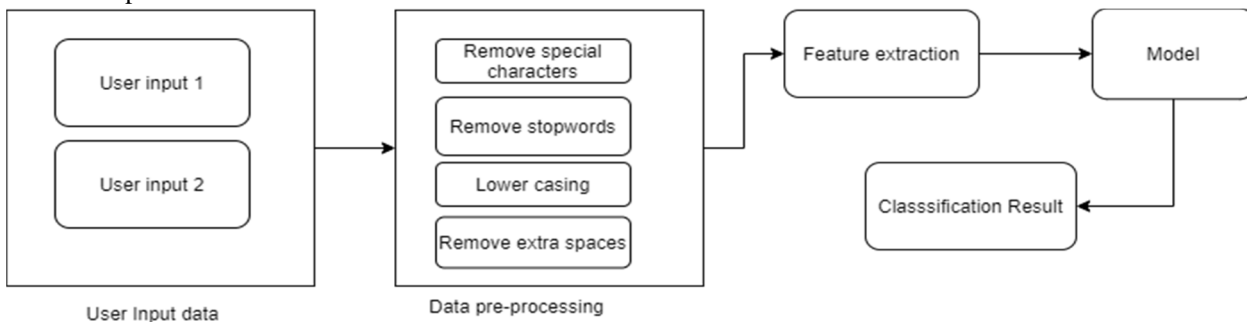 User input 1
User input 2
User Input data
Remove special
characters
Remove stopwords
Lower casing
Remove extra spaces
Data pre-processing
Feature extraction
Model
Classsification Result